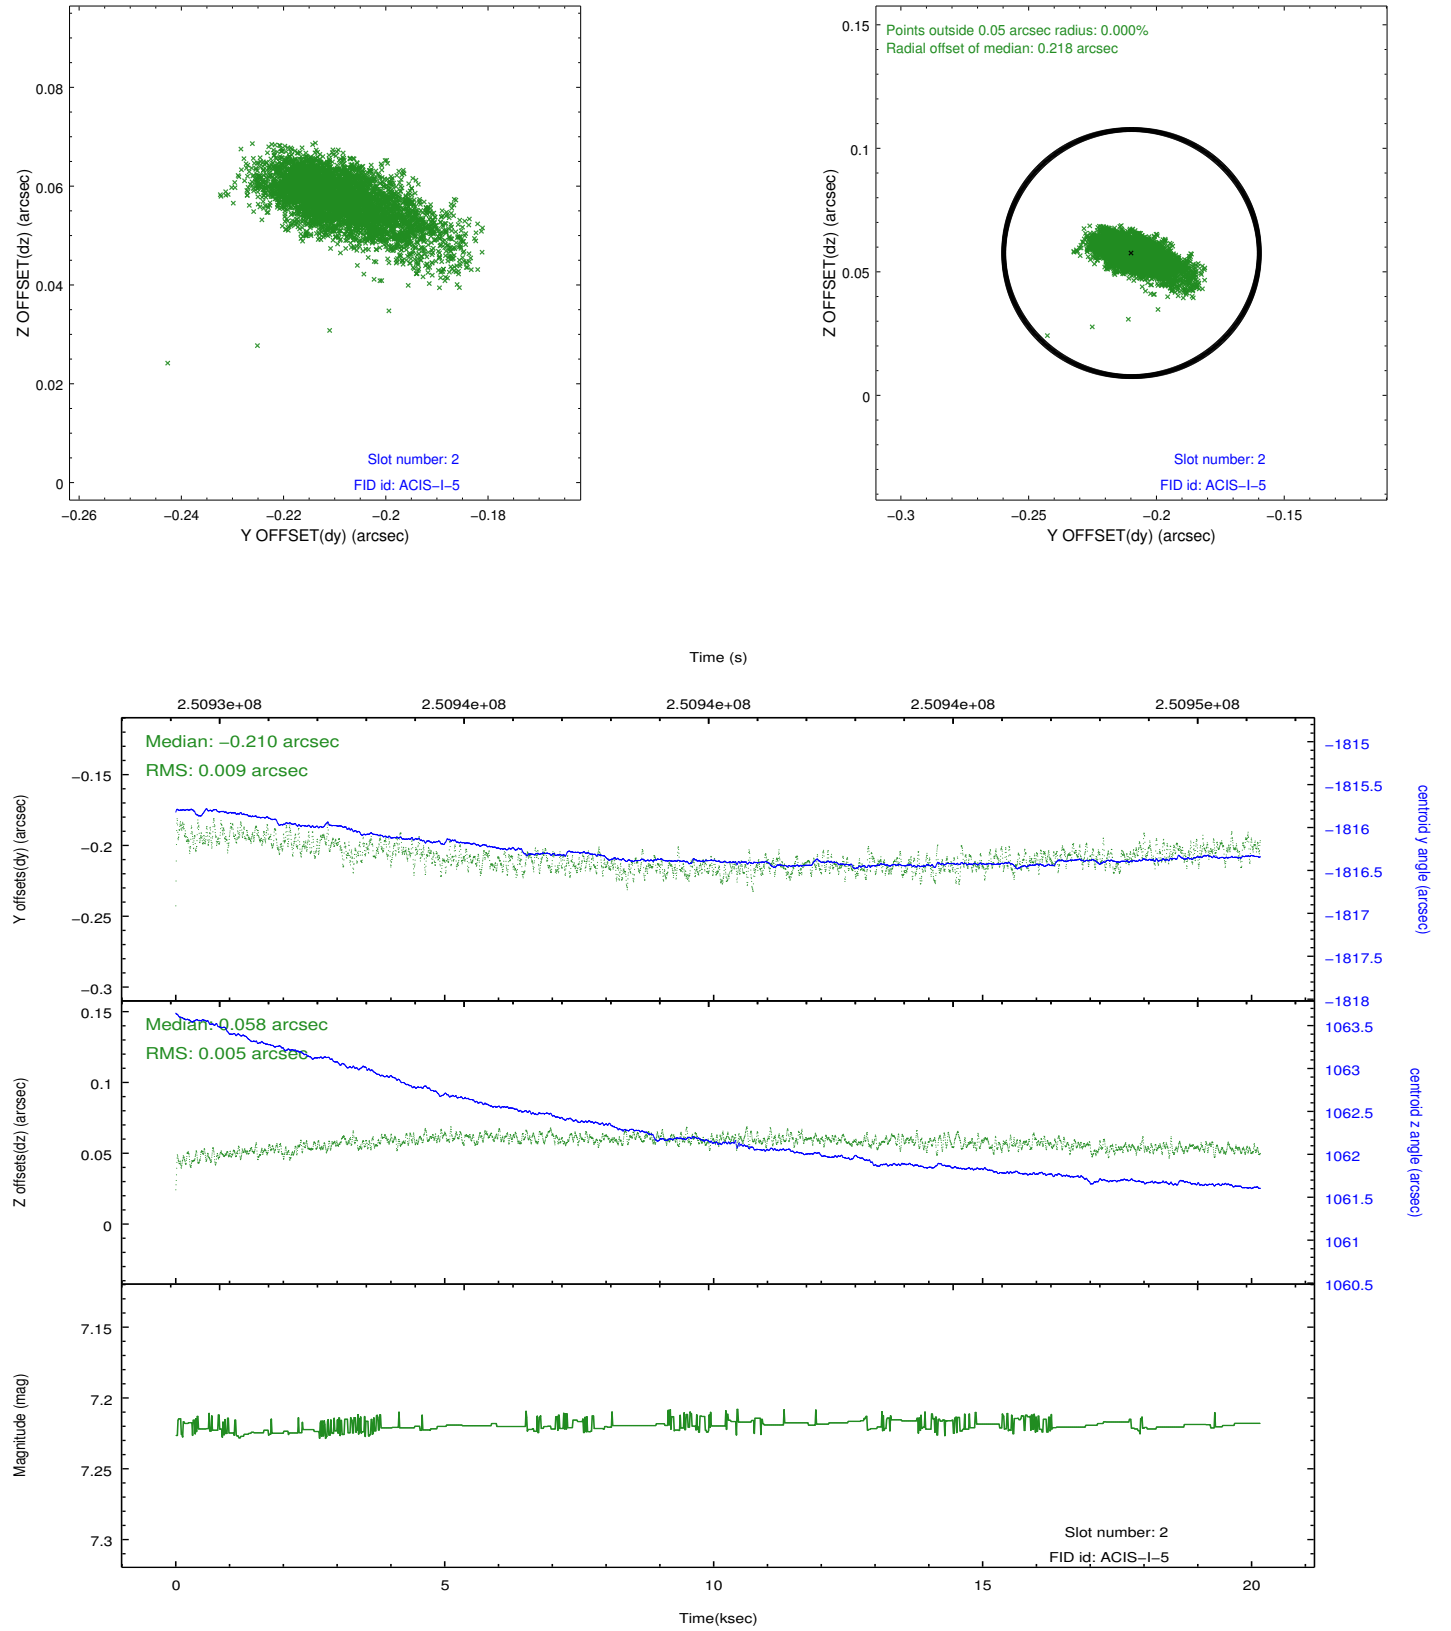 0.08
0.06
0.04
0.02
0
Z OFFSET(dz) (arcsec)
−0.26 −0.24 −0.22 −0.2 −0.18
Y OFFSET(dy) (arcsec)
Slot number: 2
FID id: ACIS−I−5
Points outside 0.05 arcsec radius: 0.000%
Radial offset of median: 0.218 arcsec
0.15
0.1
0.05
0
Z OFFSET(dz) (arcsec)
−0.3 −0.25 −0.2 −0.15
Y OFFSET(dy) (arcsec)
Slot number: 2
FID id: ACIS−I−5
Time (s)
2.5093e+08 2.5094e+08 2.5094e+08 2.5094e+08 2.5095e+08
Median: −0.210 arcsec
RMS: 0.009 arcsec
−0.15
−0.2
−0.25
−0.3
Y offsets(dy) (arcsec)
−1815
−1815.5
−1816
−1816.5
−1817
−1817.5
−1818
centroid y angle (arcsec)
Median: 0.058 arcsec
RMS: 0.005 arcsec
0.15
0.1
0.05
0
Z offsets(dz) (arcsec)
1063.5
1063
1062.5
1062
1061.5
1061
1060.5
centroid z angle (arcsec)
7.15
7.2
7.25
7.3
Magnitude (mag)
Slot number: 2
FID id: ACIS−I−5
0 5 10 15 20
Time(ksec)